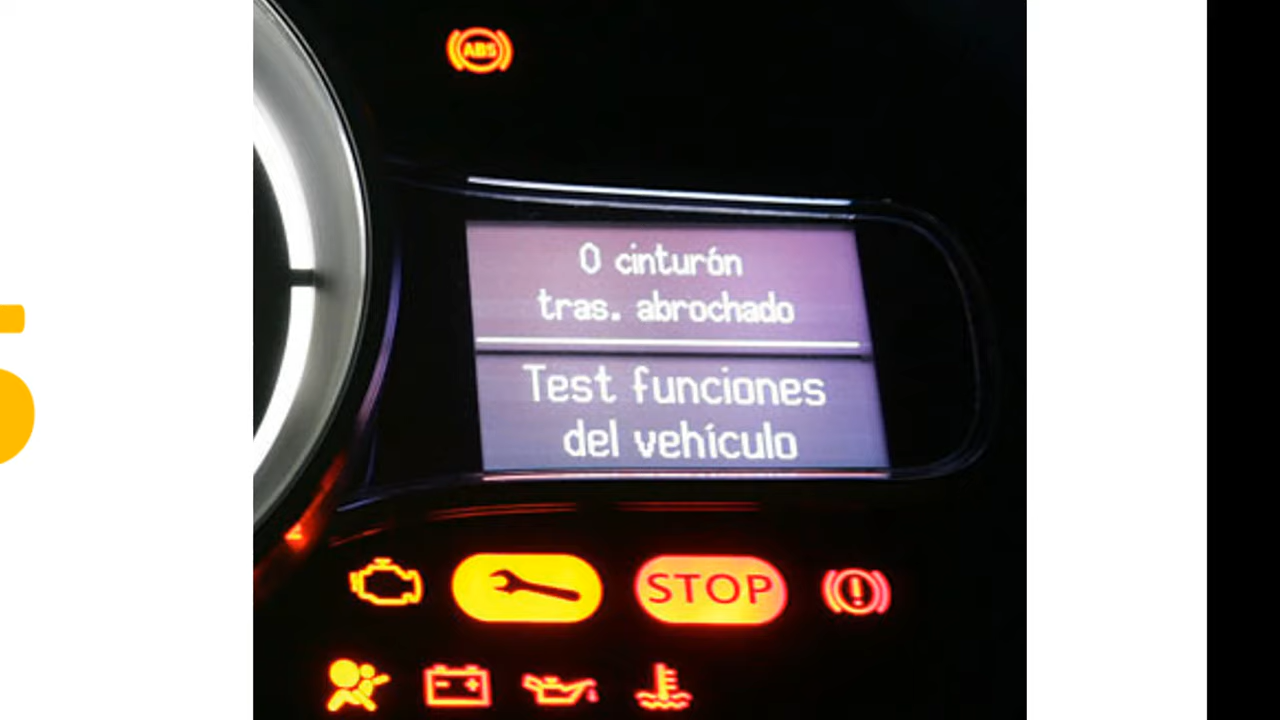 ABS
0 cinturón
tras. abrochado
Test funciones
del vehículo
STOP